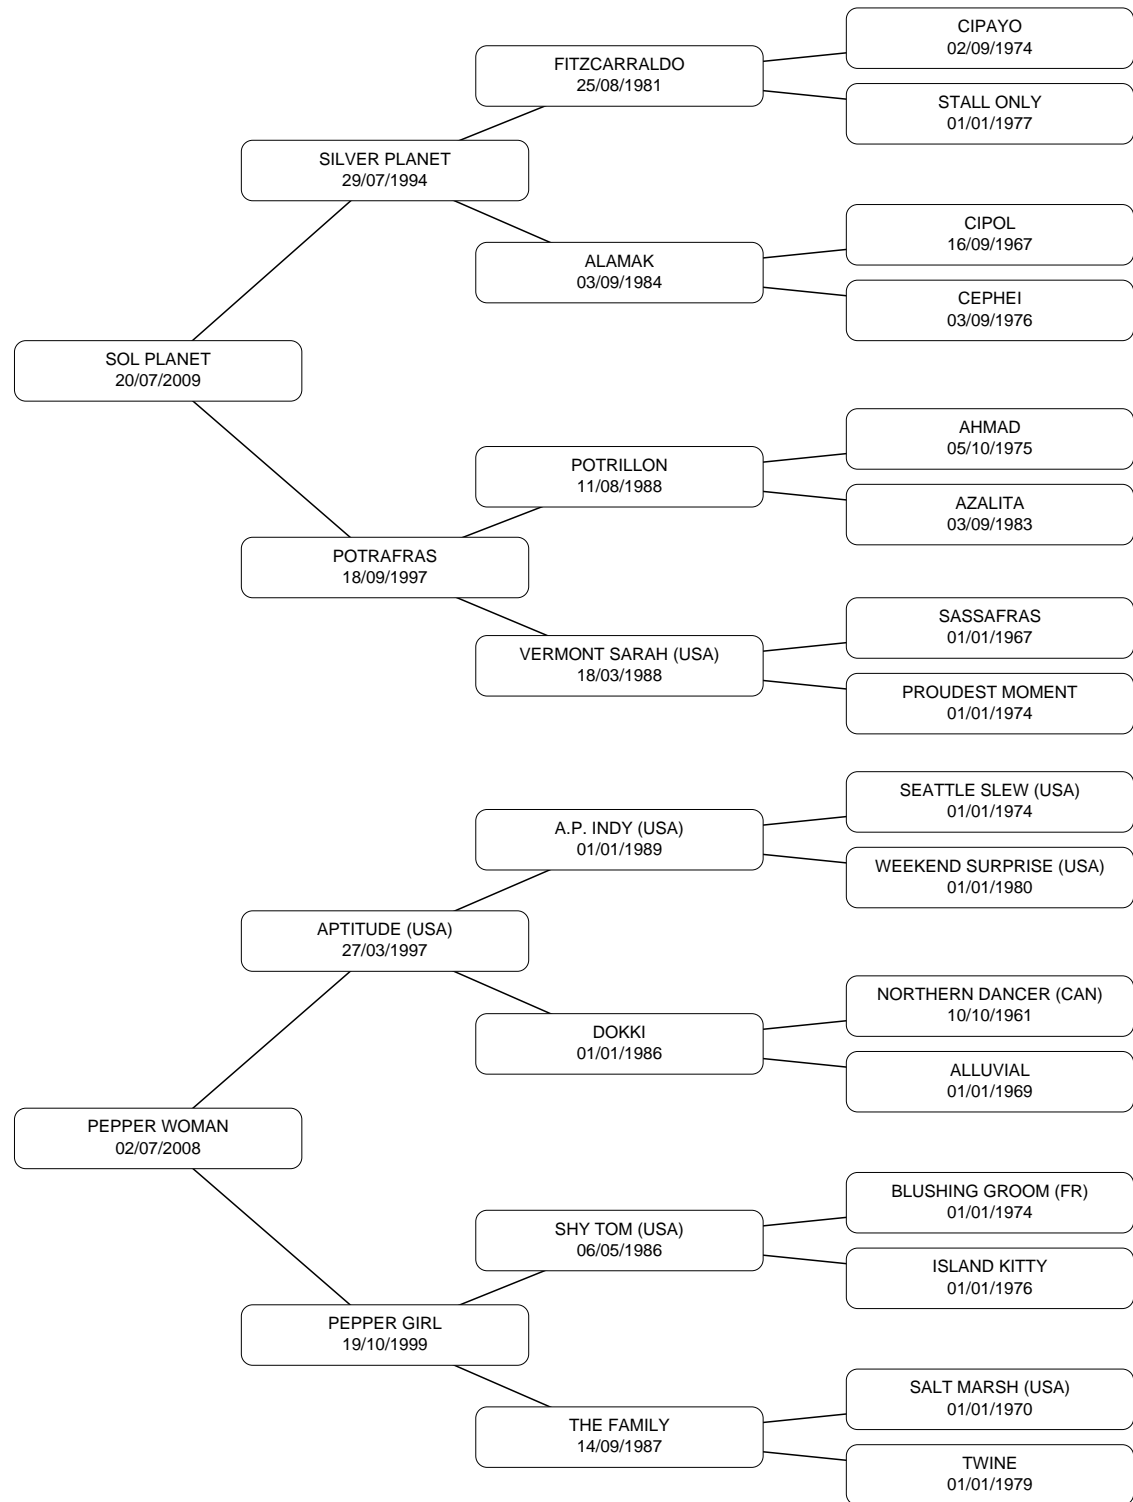 CIPAYO
02/09/1974
FITZCARRALDO
25/08/1981
STALL ONLY
01/01/1977
SILVER PLANET
29/07/1994
CIPOL
16/09/1967
ALAMAK
03/09/1984
CEPHEI
03/09/1976
SOL PLANET
20/07/2009
AHMAD
05/10/1975
POTRILLON
11/08/1988
AZALITA
03/09/1983
POTRAFRAS
18/09/1997
SASSAFRAS
01/01/1967
VERMONT SARAH (USA)
18/03/1988
PROUDEST MOMENT
01/01/1974
SEATTLE SLEW (USA)
01/01/1974
A.P. INDY (USA)
01/01/1989
WEEKEND SURPRISE (USA)
01/01/1980
APTITUDE (USA)
27/03/1997
NORTHERN DANCER (CAN)
10/10/1961
DOKKI
01/01/1986
ALLUVIAL
01/01/1969
PEPPER WOMAN
02/07/2008
BLUSHING GROOM (FR)
01/01/1974
SHY TOM (USA)
06/05/1986
ISLAND KITTY
01/01/1976
PEPPER GIRL
19/10/1999
SALT MARSH (USA)
01/01/1970
THE FAMILY
14/09/1987
TWINE
01/01/1979